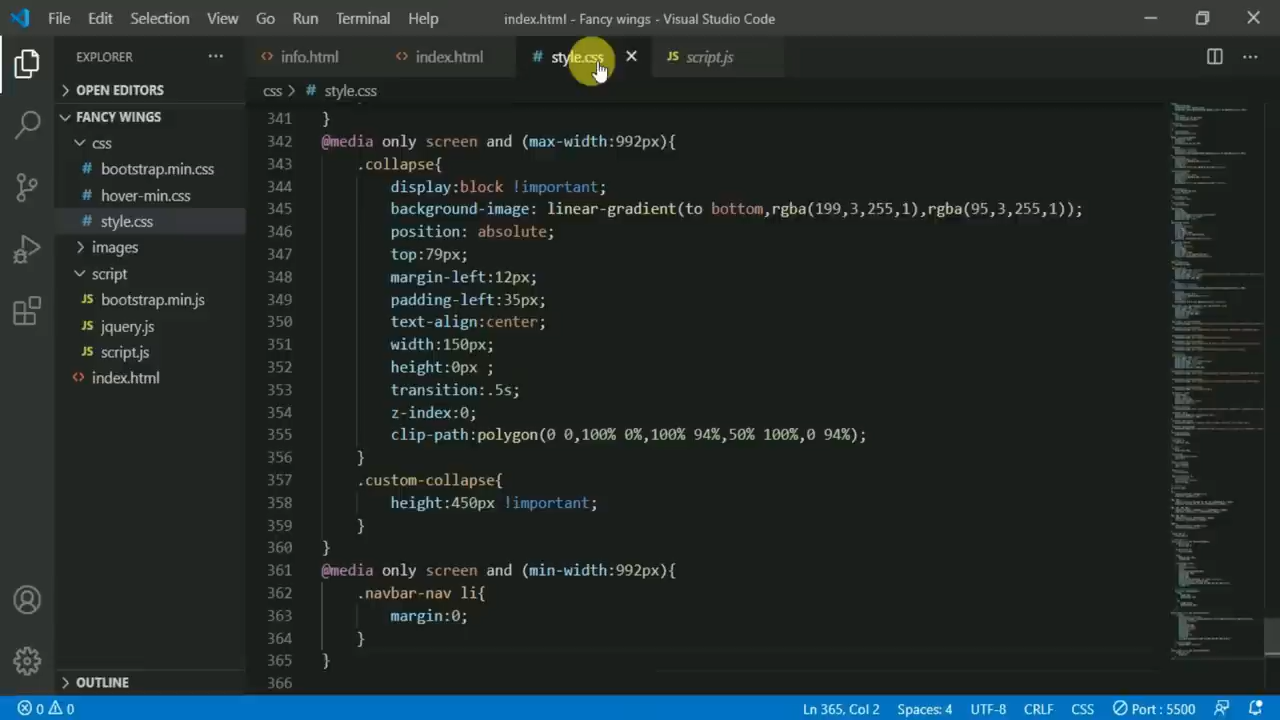 File Edit Selection View Go Run Terminal Help index.html - Fancy wings - Visual Studio Code
EXPLORER
OPEN EDITORS
FANCY WINGS
css
# bootstrap.min.css
# hover-min.css
# style.css
images
script
JS bootstrap.min.js
JS jquery.js
JS script.js
<> index.html
OUTLINE
<> info.html <> index.html # style.css JS script.js
css > # style.css
341 }
342 @media only screen and (max-width:992px){
343 .collapse{
344 display:block !important;
345 background-image: linear-gradient(to bottom,rgba(199,3,255,1),rgba(95,3,255,1));
346 position: absolute;
347 top:79px;
348 margin-left:12px;
349 padding-left:35px;
350 text-align:center;
351 width:150px;
352 height:0px ;
353 transition:.5s;
354 z-index:0;
355 clip-path:polygon(0 0,100% 0%,100% 94%,50% 100%,0 94%);
356 }
357 .custom-collapse{
358 height:450px !important;
359 }
360 }
361 @media only screen and (min-width:992px){
362 .navbar-nav li{
363 margin:0;
364 }
365 }
366
0 0 Ln 365, Col 2 Spaces: 4 UTF-8 CRLF CSS Port : 5500